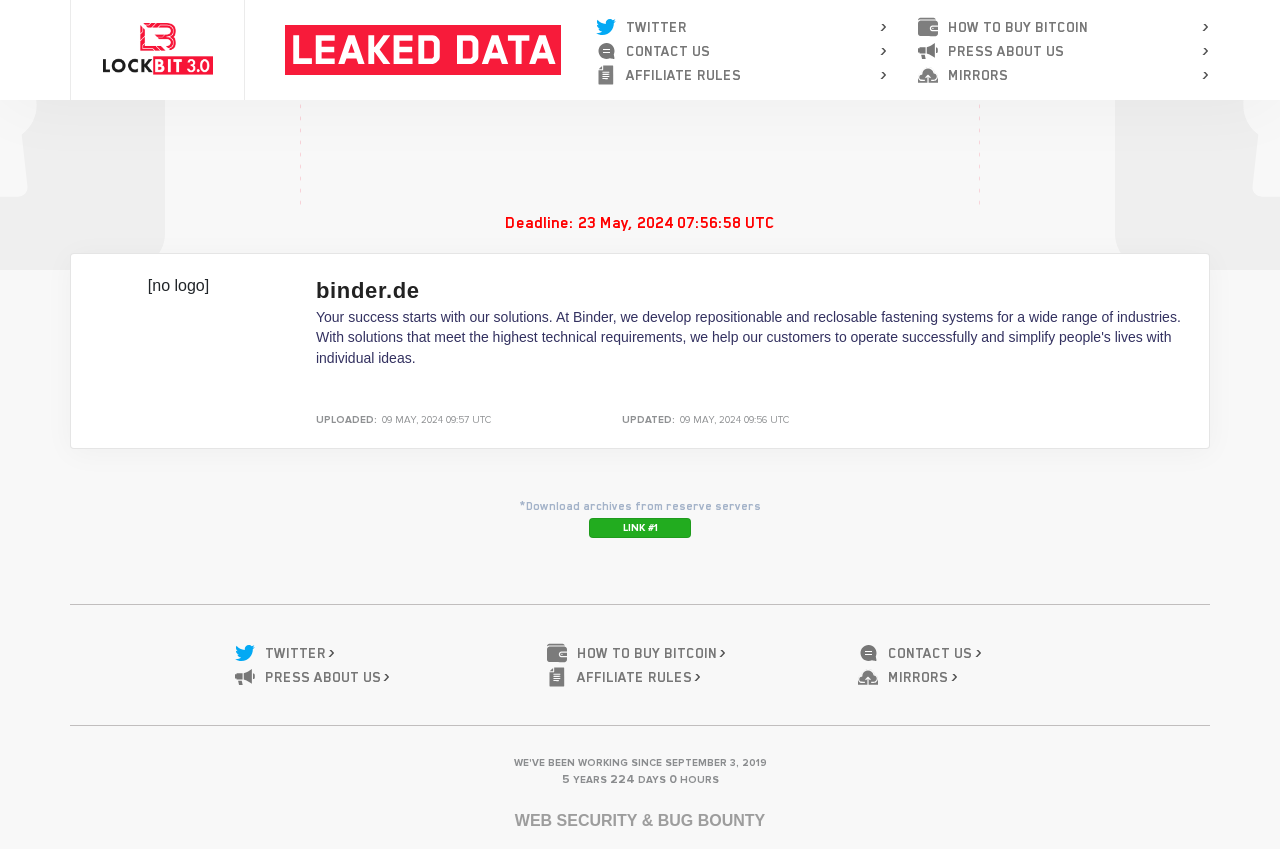 LOCKBIT 3.0
LEAKED DATA
TWITTER
CONTACT US
AFFILIATE RULES
HOW TO BUY BITCOIN
PRESS ABOUT US
MIRRORS
Deadline: 23 May, 2024 07:56:58 UTC
[no logo]
binder.de
Your success starts with our solutions. At Binder, we develop repositionable and reclosable fastening systems for a wide range of industries.
With solutions that meet the highest technical requirements, we help our customers to operate successfully and simplify people's lives with
individual ideas.
UPLOADED: 09 MAY, 2024 09:57 UTC
UPDATED: 09 MAY, 2024 09:56 UTC
*Download archives from reserve servers
LINK #1
TWITTER
HOW TO BUY BITCOIN
CONTACT US
PRESS ABOUT US
AFFILIATE RULES
MIRRORS
WE'VE BEEN WORKING SINCE SEPTEMBER 3, 2019
5 YEARS 224 DAYS 0 HOURS
WEB SECURITY & BUG BOUNTY